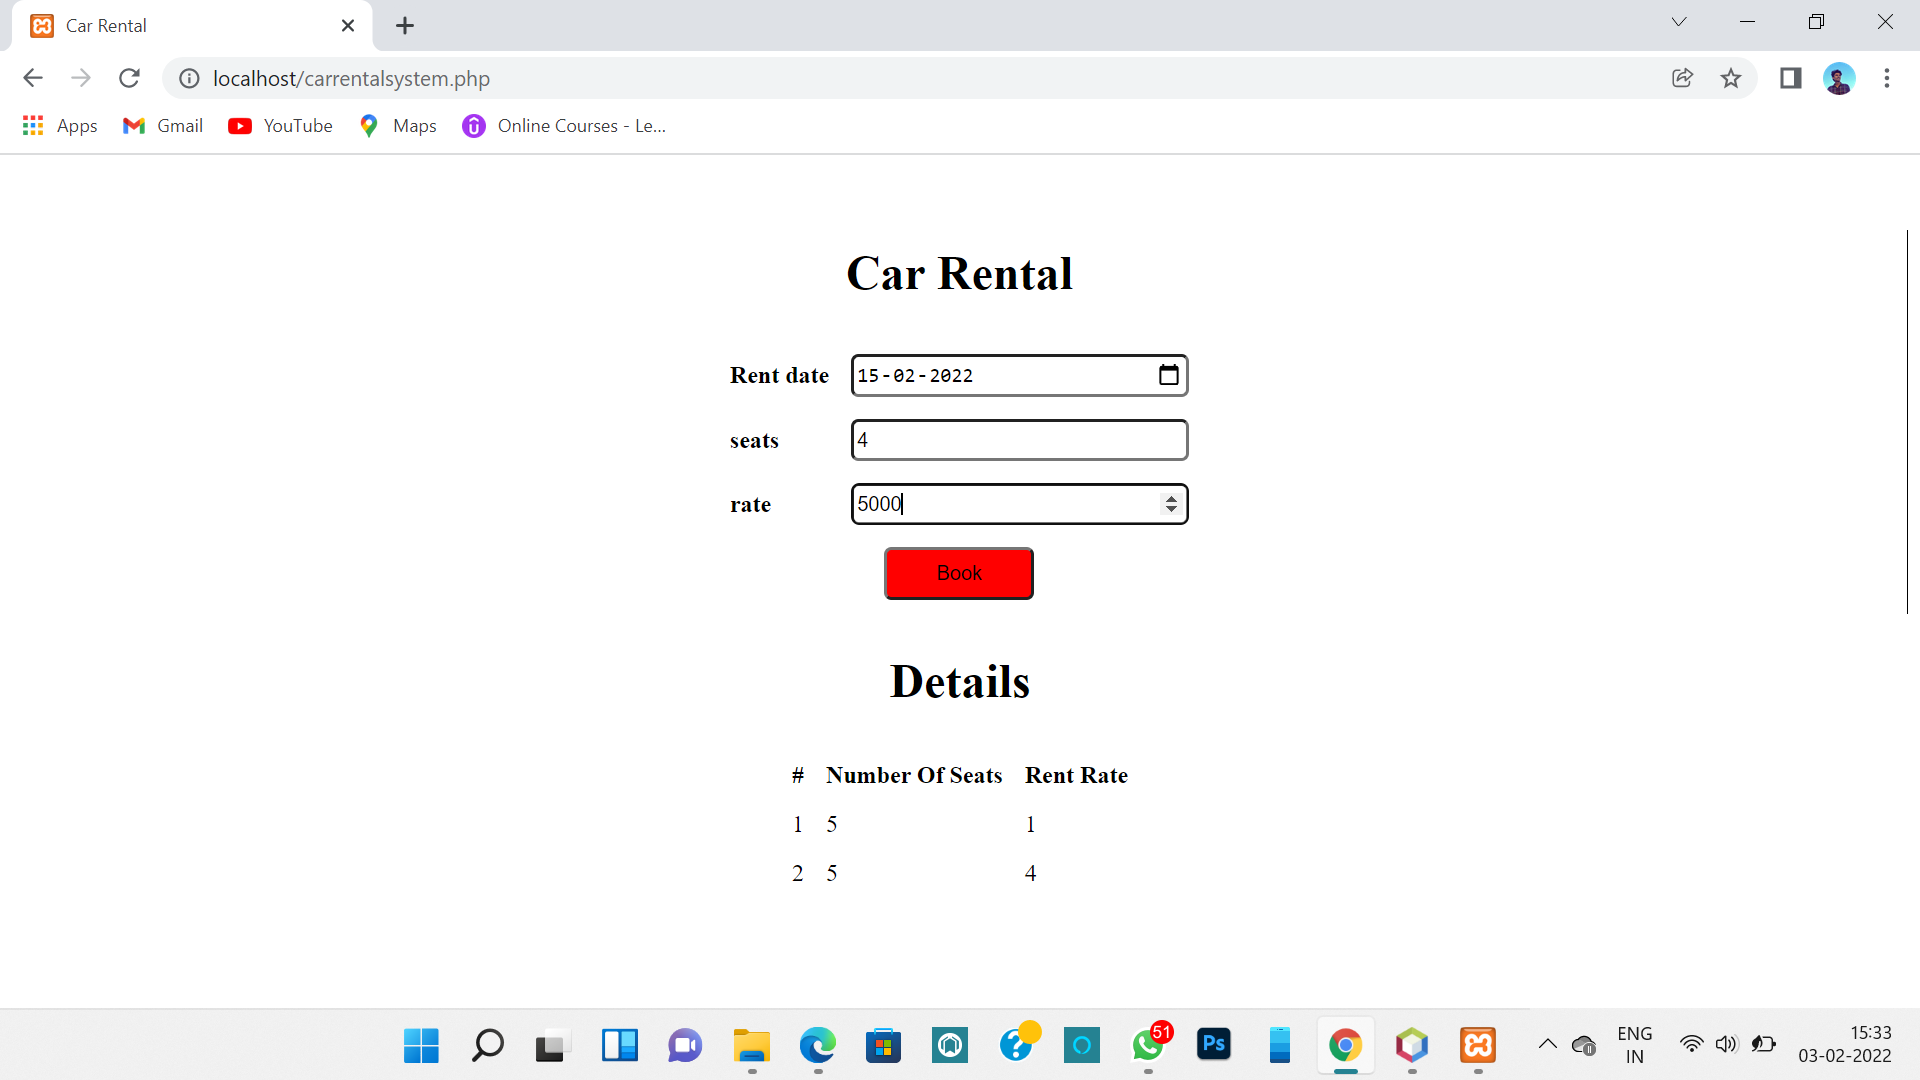 Car Rental
localhost/carrentalsystem.php
Apps Gmail YouTube Maps Online Courses - Le...
Car Rental
Rent date 15-02-2022
seats 4
rate 5000
Book
Details
# Number Of Seats Rent Rate
1 5 1
2 5 4
51
Ps
ENG
IN
15:33
03-02-2022